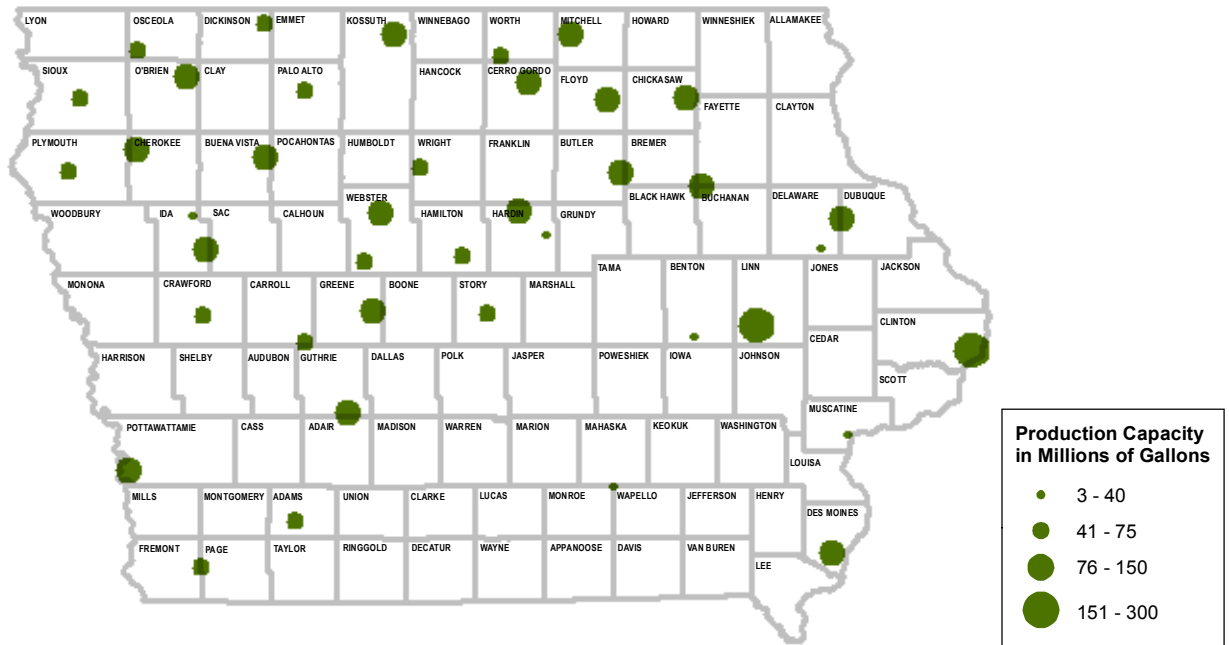 LYON OSCEOLA DICKINSON EMMET KOSSUTH WINNEBAGO WORTH MITCHELL HOWARD WINNESHIEK ALLAMAKEE
SIOUX O'BRIEN CLAY PALO ALTO HANCOCK CERRO GORDO FLOYD CHICKASAW
FAYETTE CLAYTON
PLYMOUTH CHEROKEE BUENA VISTA POCAHONTAS HUMBOLDT WRIGHT FRANKLIN BUTLER BREMER
WEBSTER BLACK HAWK BUCHANAN DELAWARE DUBUQUE
WOODBURY IDA SAC CALHOUN HAMILTON HARDIN GRUNDY
TAMA BENTON LINN JONES JACKSON
MONONA CRAWFORD CARROLL GREENE BOONE STORY MARSHALL
CLINTON
CEDAR
HARRISON SHELBY AUDUBON GUTHRIE DALLAS POLK JASPER POWESHIEK IOWA JOHNSON
SCOTT
MUSCATINE
POTTAWATTAMIE CASS ADAIR MADISON WARREN MARION MAHASKA KEOKUK WASHINGTON
LOUISA
MILLS MONTGOMERY ADAMS UNION CLARKE LUCAS MONROE WAPELLO JEFFERSON HENRY
DES MOINES
FREMONT PAGE TAYLOR RINGGOLD DECATUR WAYNE APPANOOSE DAVIS VAN BUREN
LEE
Production Capacity
in Millions of Gallons
3 - 40
41 - 75
76 - 150
151 - 300